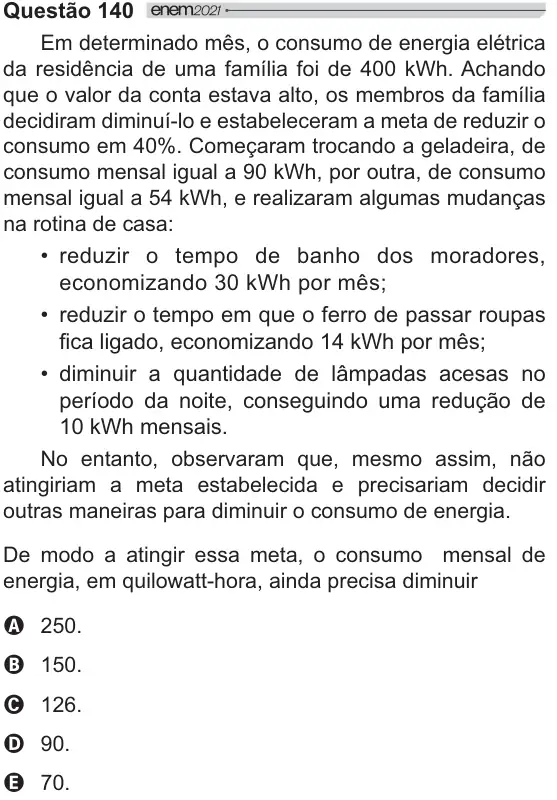 Questão 140 enem2021
Em determinado mês, o consumo de energia elétrica
da residência de uma família foi de 400 kWh. Achando
que o valor da conta estava alto, os membros da família
decidiram diminuí-lo e estabeleceram a meta de reduzir o
consumo em 40%. Começaram trocando a geladeira, de
consumo mensal igual a 90 kWh, por outra, de consumo
mensal igual a 54 kWh, e realizaram algumas mudanças
na rotina de casa:
• reduzir o tempo de banho dos moradores,
economizando 30 kWh por mês;
• reduzir o tempo em que o ferro de passar roupas
fica ligado, economizando 14 kWh por mês;
• diminuir a quantidade de lâmpadas acesas no
período da noite, conseguindo uma redução de
10 kWh mensais.
No entanto, observaram que, mesmo assim, não
atingiriam a meta estabelecida e precisariam decidir
outras maneiras para diminuir o consumo de energia.
De modo a atingir essa meta, o consumo mensal de
energia, em quilowatt-hora, ainda precisa diminuir
A 250.
B 150.
C 126.
D 90.
E 70.